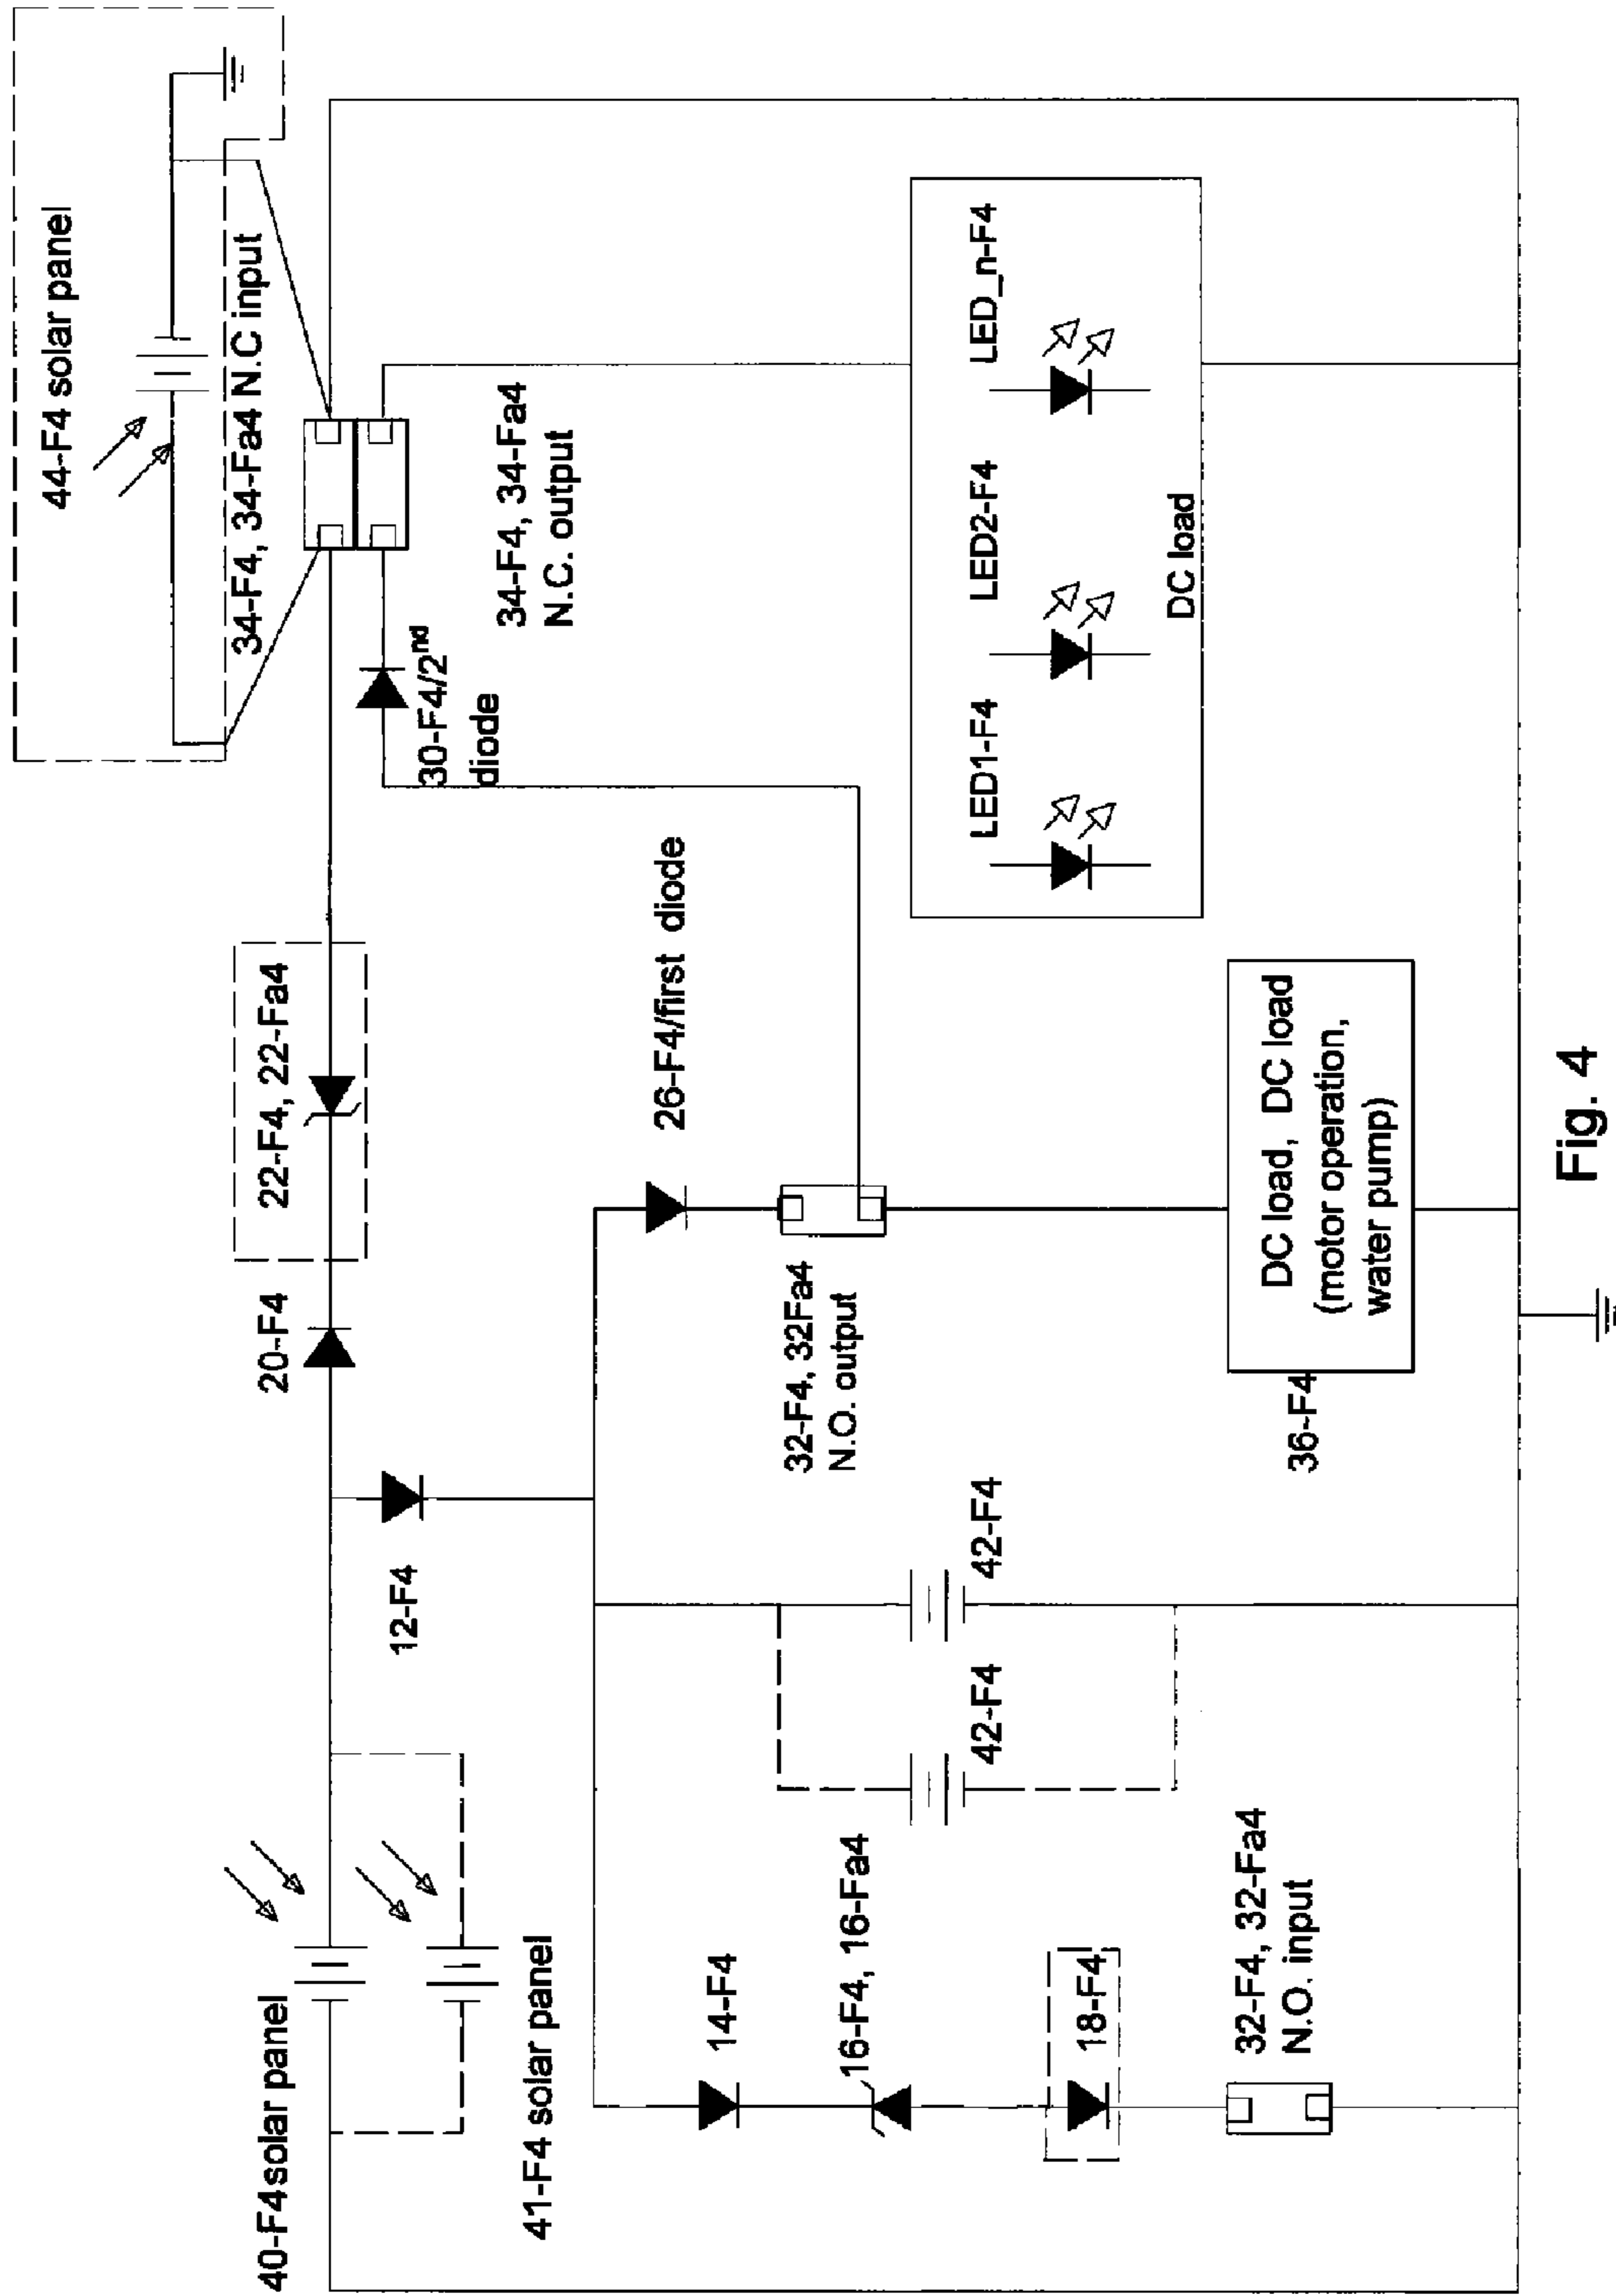 44-F4 solar panel
34-F4, 34-Fa4 N.C input
34-F4, 34-Fa4
N.C. output
30-F4/2nd
diode
22-F4, 22-Fa4
20-F4
12-F4
40-F4solar panel
41-F4 solar panel
26-F4/first diode
32-F4, 32Fa4
N.O. output
42-F4
42-F4
14-F4
16-F4, 16-Fa4
18-F4
32-F4, 32-Fa4
N.O. input
LED1-F4
LED2-F4
LED_n-F4
DC load
DC load, DC load
(motor operation,
water pump)
36-F4
Fig. 4